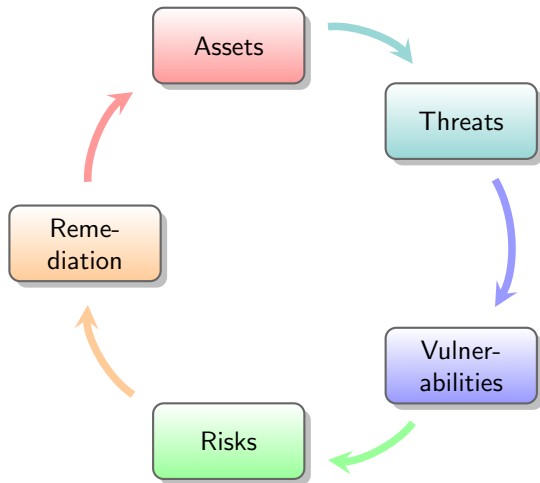 Assets
Threats
Vulner-
abilities
Risks
Reme-
diation